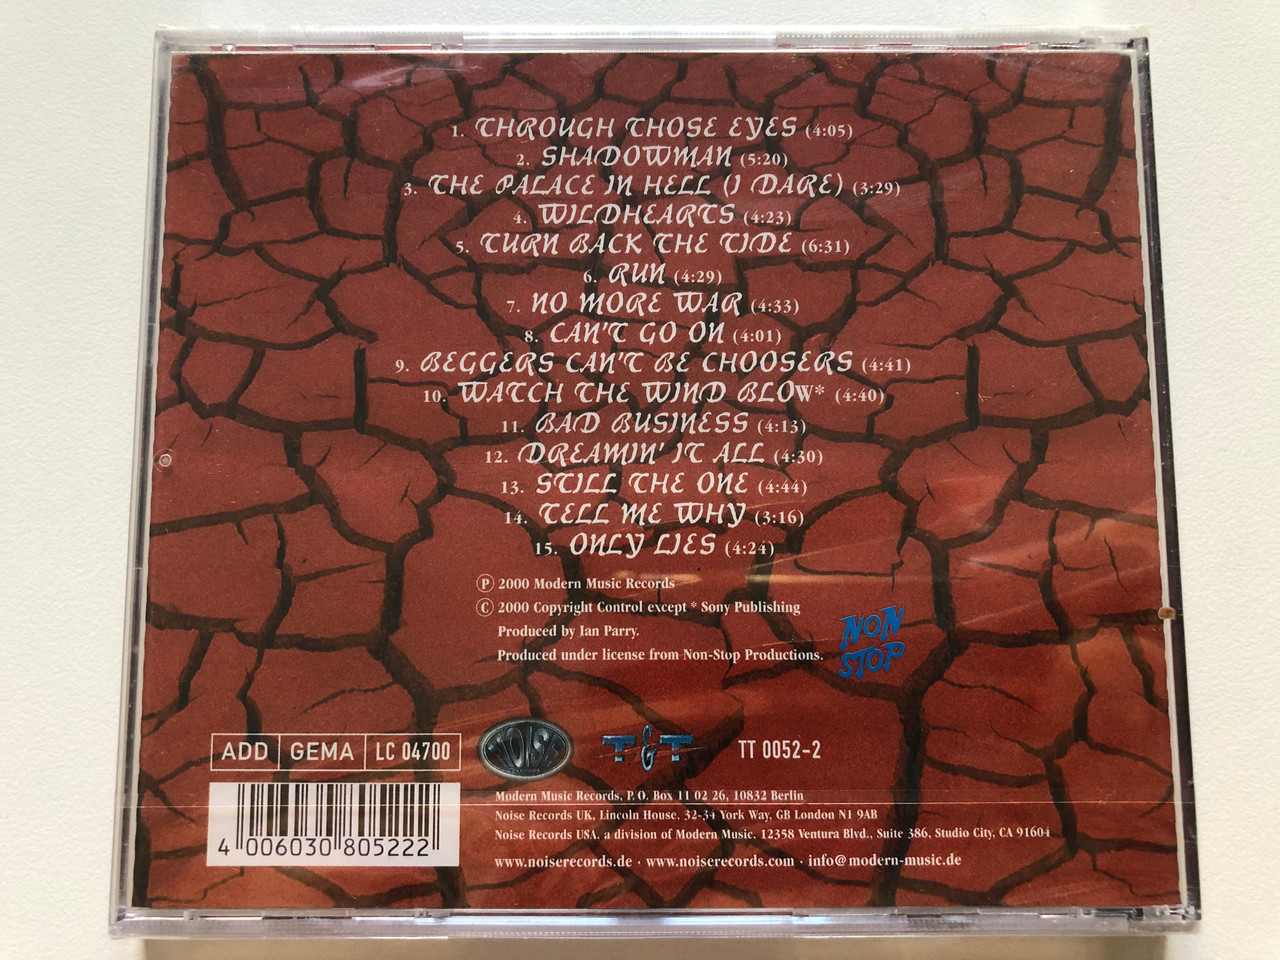 1. THROUGH THOSE EYES (4:05)
2. SHADOWMAN (5:20)
3. THE PALACE IN HELL (I DARE) (3:29)
4. WILDHEARTS (4:23)
5. TURN BACK THE TIDE (6:31)
6. RUN (4:29)
7. NO MORE WAR (4:33)
8. CAN'T GO ON (4:01)
9. BEGGERS CAN'T BE CHOOSERS (4:41)
10. WATCH THE WIND BLOW* (4:40)
11. BAD BUSINESS (4:13)
12. DREAMIN' IT ALL (4:30)
13. STILL THE ONE (4:44)
14. TELL ME WHY (3:16)
15. ONLY LIES (4:24)
Ⓟ 2000 Modern Music Records
Ⓒ 2000 Copyright Control except * Sony Publishing
Produced by Ian Parry.
Produced under license from Non-Stop Productions.
NON
STOP
ADD GEMA LC 04700
NOISE
T&T
TT 0052-2
4 006030 805222
Modern Music Records, P.O. Box 11 02 26, 10832 Berlin
Noise Records UK, Lincoln House, 32-34 York Way, GB London N1 9AB
Noise Records USA, a division of Modern Music, 12358 Ventura Blvd., Suite 386, Studio City, CA 91604
www.noiserecords.de · www.noiserecords.com · info@modern-music.de